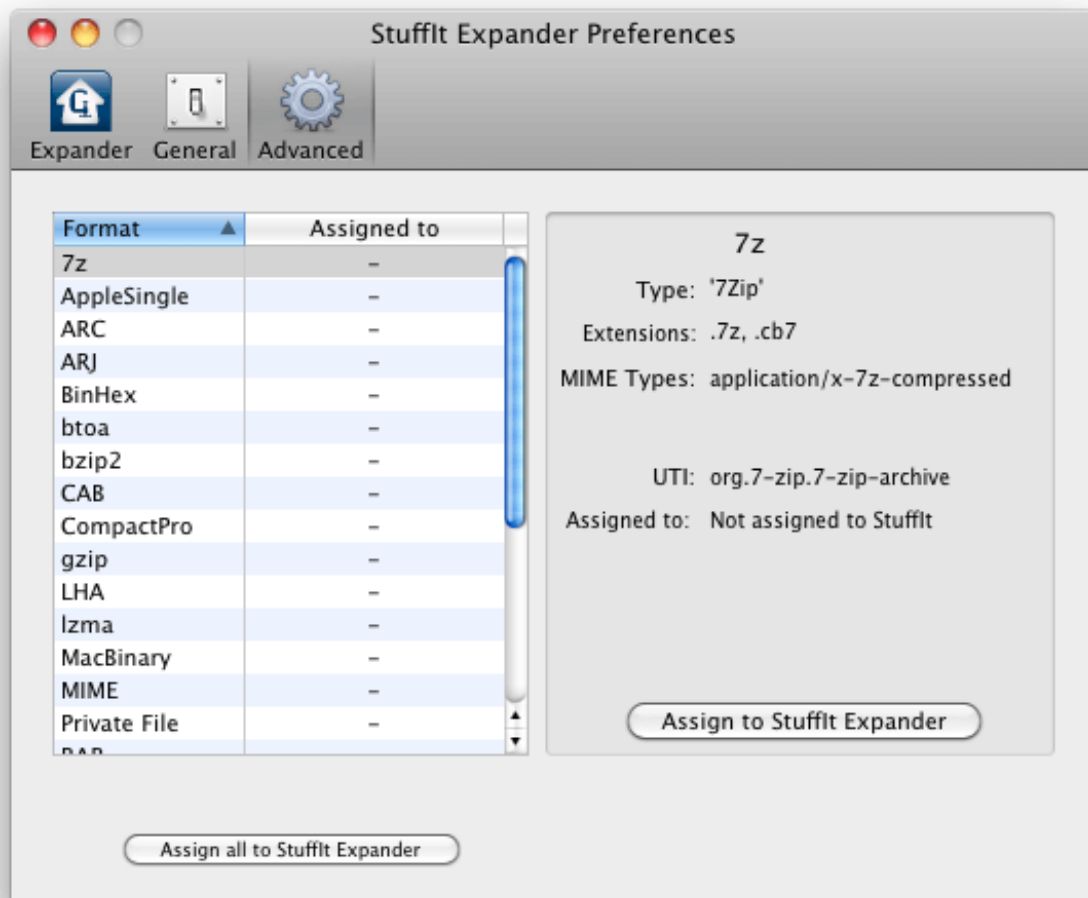 StuffIt Expander Preferences
Expander General Advanced
Format Assigned to
7z –
AppleSingle –
ARC –
ARJ –
BinHex –
btoa –
bzip2 –
CAB –
CompactPro –
gzip –
LHA –
lzma –
MacBinary –
MIME –
Private File –
RAR
7z
Type: '7Zip'
Extensions: .7z, .cb7
MIME Types: application/x-7z-compressed
UTI: org.7-zip.7-zip-archive
Assigned to: Not assigned to StuffIt
Assign to StuffIt Expander
Assign all to StuffIt Expander